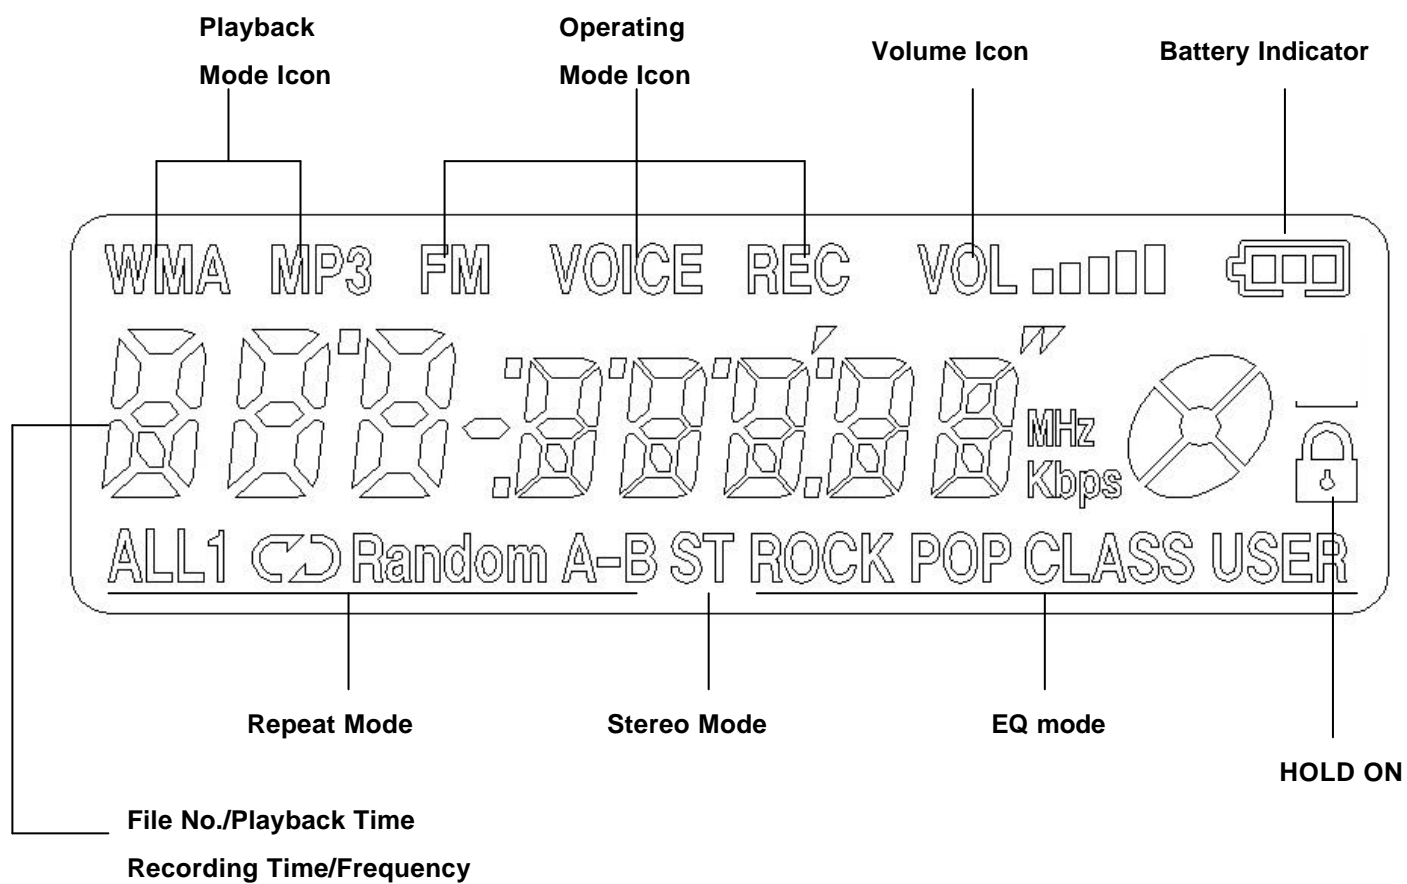 Playback
Mode Icon
Operating
Mode Icon
Volume Icon
Battery Indicator
WMA MP3 FM VOICE REC VOL
MHz
Kbps
ALL1 Random A-B ST ROCK POP CLASS USER
Repeat Mode
Stereo Mode
EQ mode
HOLD ON
File No./Playback Time
Recording Time/Frequency